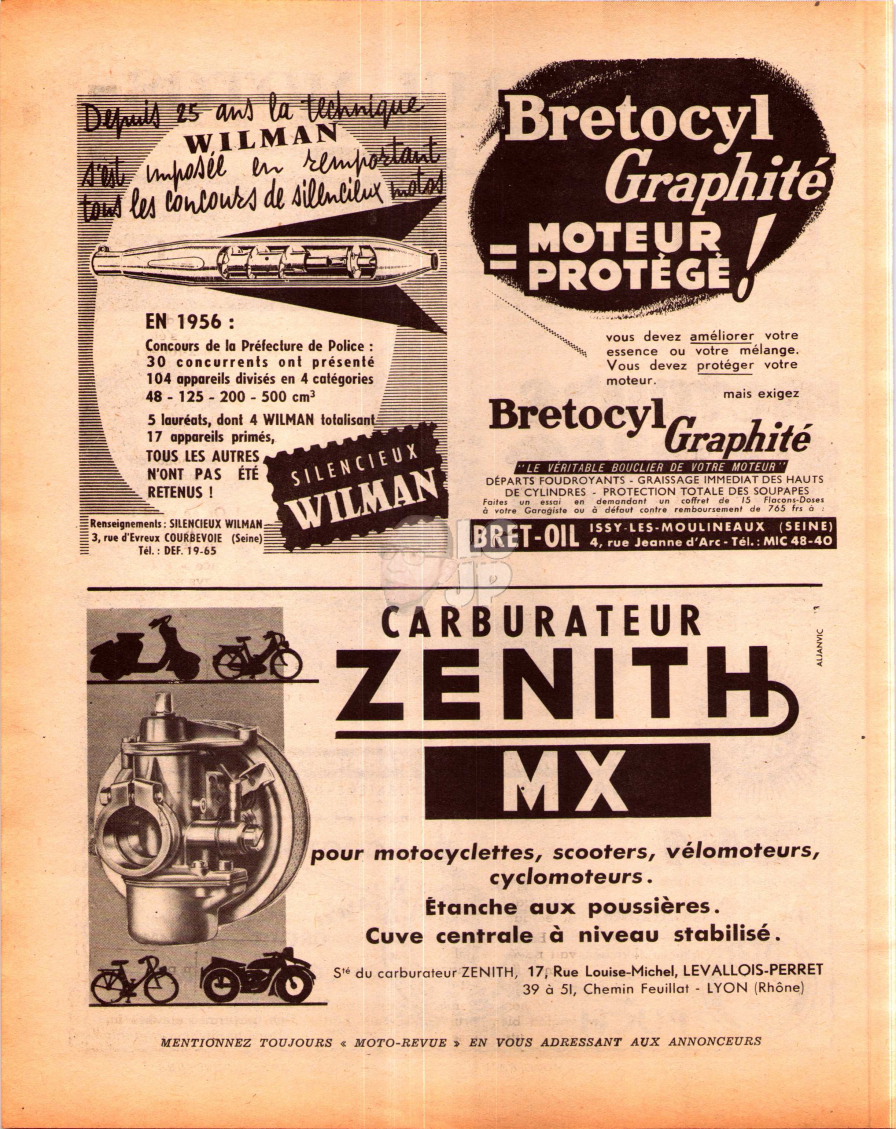 Depuis 25 ans la technique
WILMAN
s'est imposée en remportant
tous les concours de silencieux motos
EN 1956 :
Concours de la Préfecture de Police :
30 concurrents ont présenté
104 appareils divisés en 4 catégories
48 - 125 - 200 - 500 cm³
5 lauréats, dont 4 WILMAN totalisant
17 appareils primés,
TOUS LES AUTRES
N'ONT PAS ÉTÉ
RETENUS !
SILENCIEUX
WILMAN
Renseignements : SILENCIEUX WILMAN
3, rue d'Evreux COURBEVOIE (Seine)
Tél. : DEF. 19-65
Bretocyl
Graphité
= MOTEUR
PROTÉGÉ !
vous devez améliorer votre
essence ou votre mélange.
Vous devez protéger votre
moteur.
mais exigez
Bretocyl
Graphité
"LE VÉRITABLE BOUCLIER DE VOTRE MOTEUR"
DÉPARTS FOUDROYANTS - GRAISSAGE IMMEDIAT DES HAUTS
DE CYLINDRES - PROTECTION TOTALE DES SOUPAPES
Faites un essai en demandant un coffret de 15 Flacons-Doses
à votre Garagiste ou à défaut contre remboursement de 765 frs à :
BRET-OIL ISSY-LES-MOULINEAUX (SEINE)
4, rue Jeanne d'Arc - Tél. : MIC 48-40
JP
CARBURATEUR
ZENITH
MX
ALJANVIC
pour motocyclettes, scooters, vélomoteurs,
cyclomoteurs.
Étanche aux poussières.
Cuve centrale à niveau stabilisé.
Sté du carburateur ZENITH, 17, Rue Louise-Michel, LEVALLOIS-PERRET
39 à 51, Chemin Feuillat - LYON (Rhône)
MENTIONNEZ TOUJOURS « MOTO-REVUE » EN VOUS ADRESSANT AUX ANNONCEURS